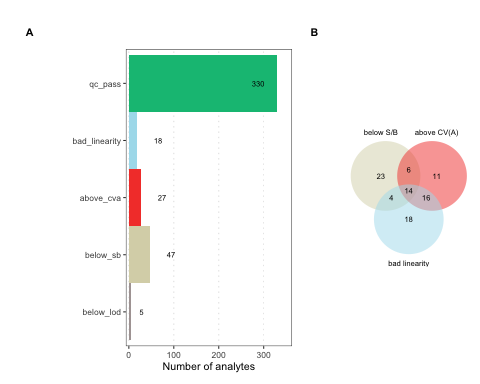 A
qc_pass
330
bad_linearity
18
above_cva
27
below_sb
47
below_lod
5
0
100
200
300
Number of analytes
B
below S/B
above CV(A)
23
6
11
14
4
16
18
bad linearity